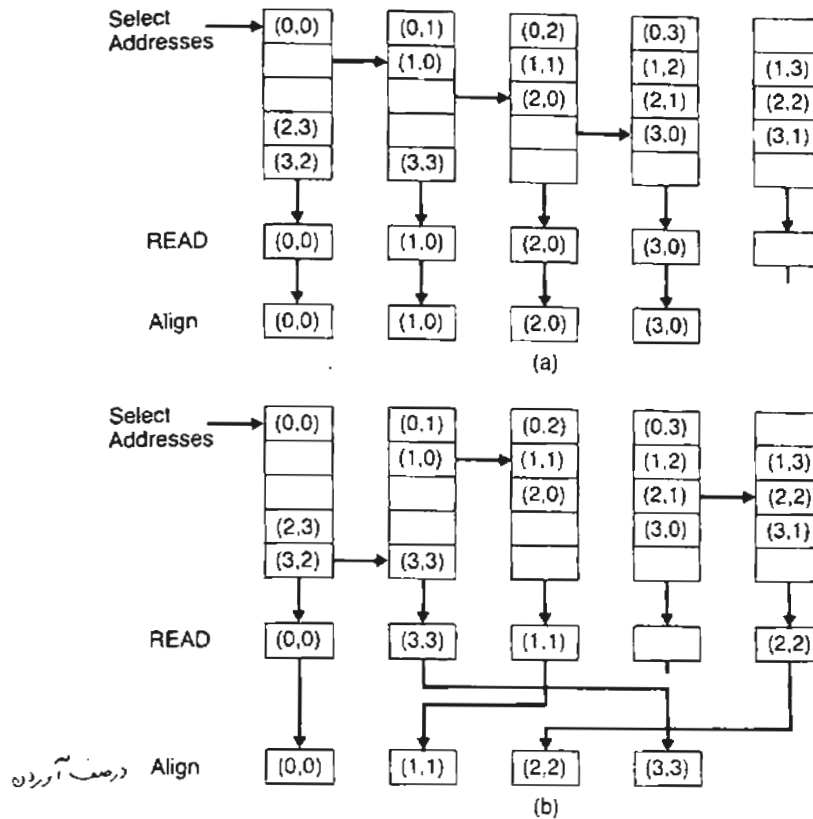 Select
Addresses
(0,0) (0,1) (0,2) (0,3)
(1,0) (1,1) (1,2) (1,3)
(2,0) (2,1) (2,2)
(2,3) (3,0) (3,1)
(3,2) (3,3)
READ (0,0) (1,0) (2,0) (3,0)
Align (0,0) (1,0) (2,0) (3,0)
(a)
Select
Addresses
(0,0) (0,1) (0,2) (0,3)
(1,0) (1,1) (1,2) (1,3)
(2,0) (2,1) (2,2)
(2,3) (3,0) (3,1)
(3,2) (3,3)
READ (0,0) (3,3) (1,1) (2,2)
درصف آوردن Align (0,0) (1,1) (2,2) (3,3)
(b)